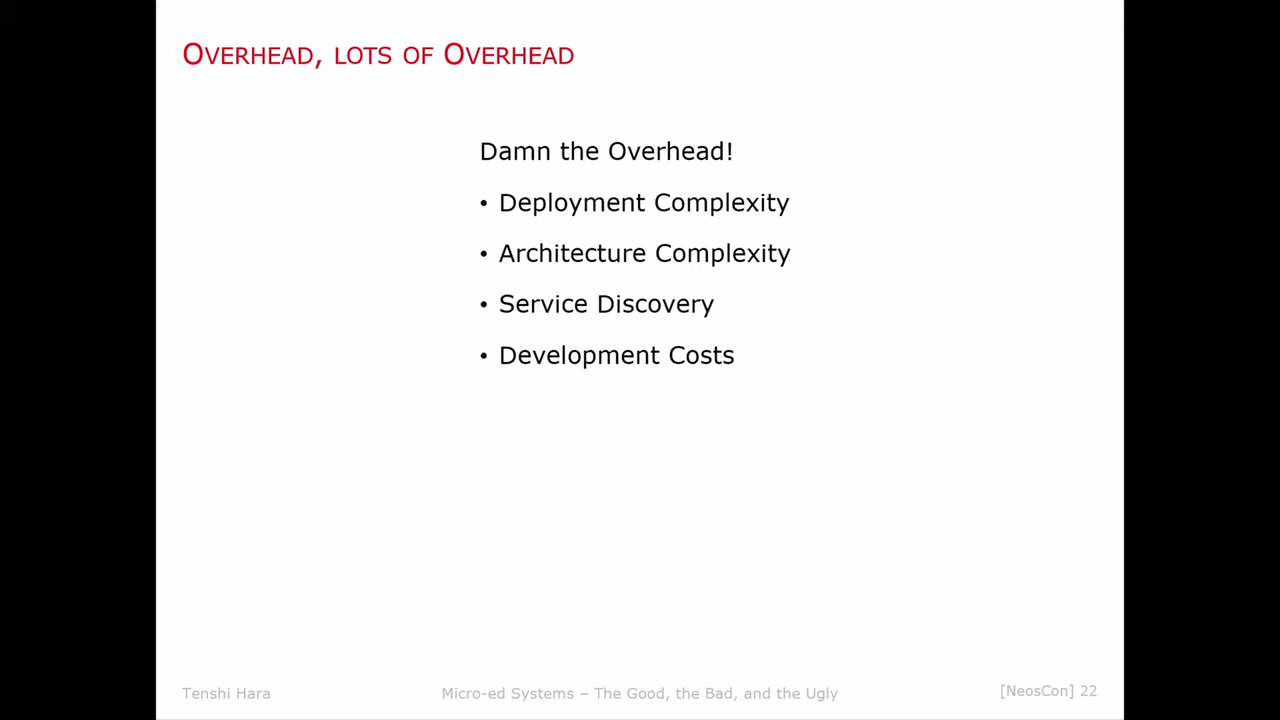 Overhead, lots of Overhead
Damn the Overhead!
• Deployment Complexity
• Architecture Complexity
• Service Discovery
• Development Costs
Tenshi Hara
Micro-ed Systems – The Good, the Bad, and the Ugly
[NeosCon] 22